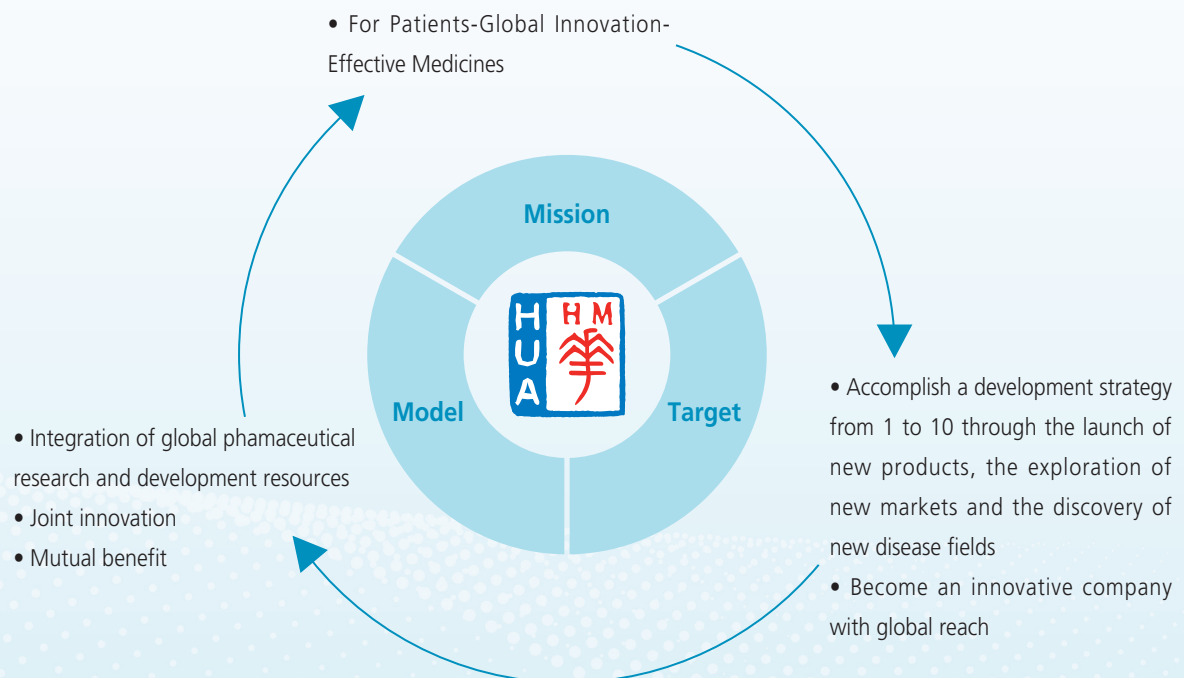 • For Patients-Global Innovation-
Effective Medicines
Mission
HUA
HM
華
Model
Target
• Integration of global phamaceutical
research and development resources
• Joint innovation
• Mutual benefit
• Accomplish a development strategy
from 1 to 10 through the launch of
new products, the exploration of
new markets and the discovery of
new disease fields
• Become an innovative company
with global reach